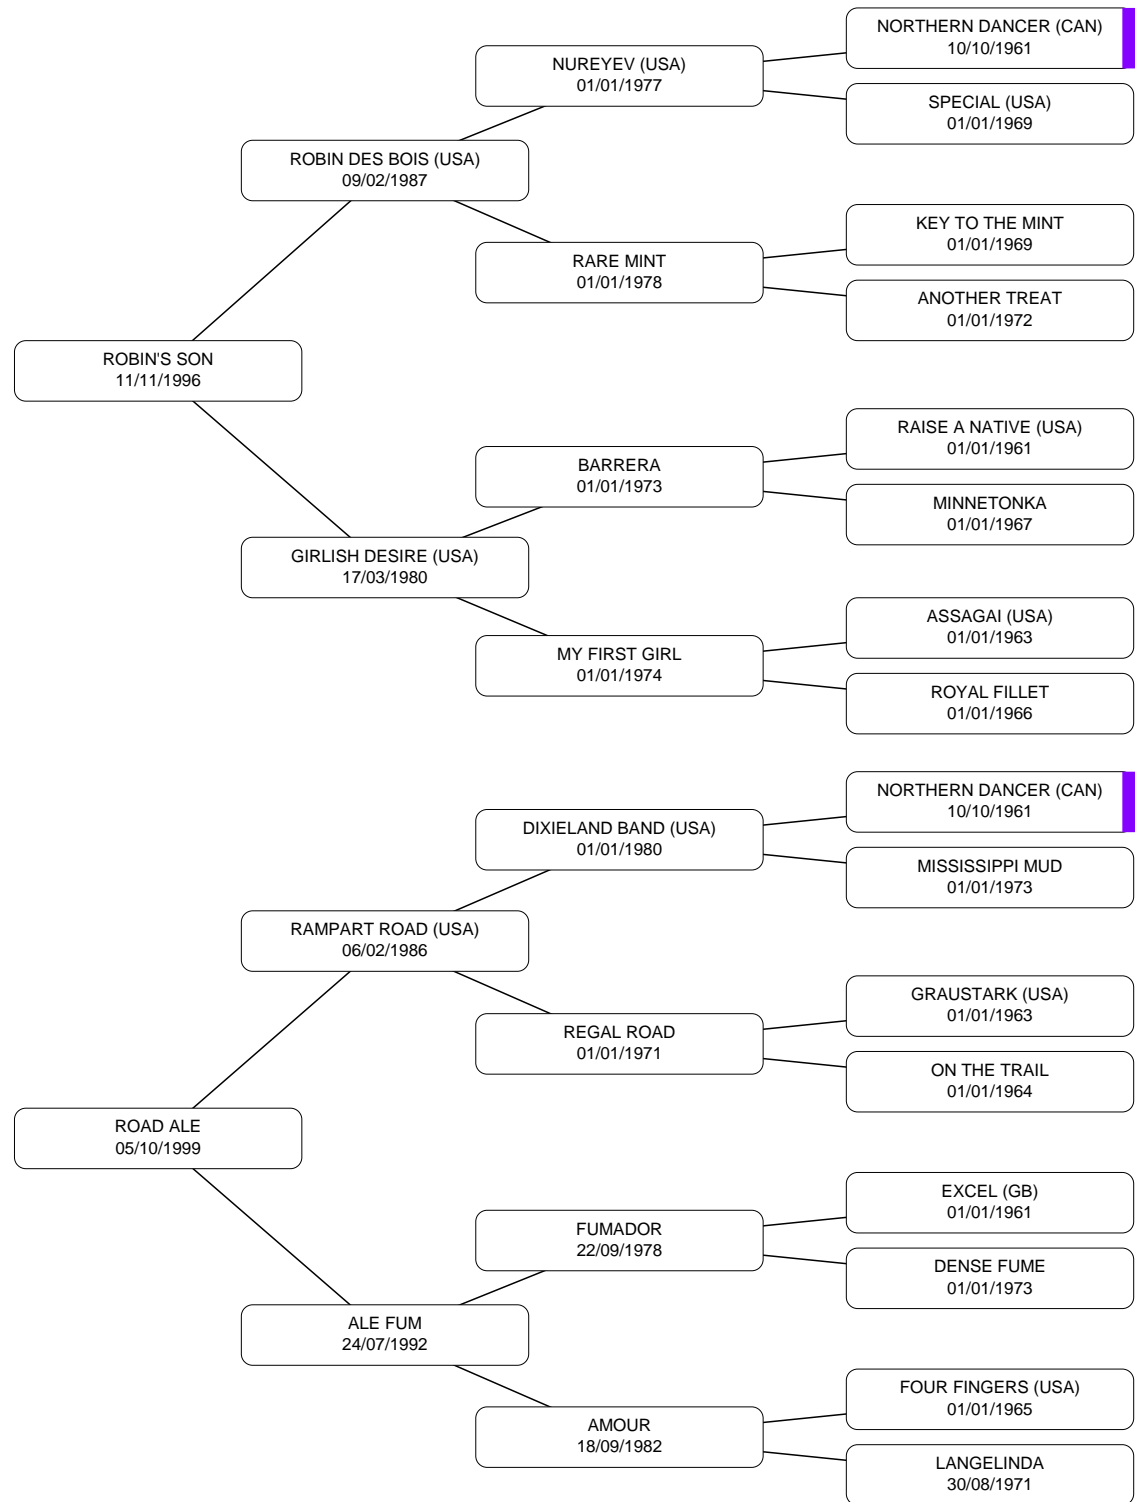 NORTHERN DANCER (CAN)
10/10/1961
NUREYEV (USA)
01/01/1977
SPECIAL (USA)
01/01/1969
ROBIN DES BOIS (USA)
09/02/1987
KEY TO THE MINT
01/01/1969
RARE MINT
01/01/1978
ANOTHER TREAT
01/01/1972
ROBIN'S SON
11/11/1996
RAISE A NATIVE (USA)
01/01/1961
BARRERA
01/01/1973
MINNETONKA
01/01/1967
GIRLISH DESIRE (USA)
17/03/1980
ASSAGAI (USA)
01/01/1963
MY FIRST GIRL
01/01/1974
ROYAL FILLET
01/01/1966
NORTHERN DANCER (CAN)
10/10/1961
DIXIELAND BAND (USA)
01/01/1980
MISSISSIPPI MUD
01/01/1973
RAMPART ROAD (USA)
06/02/1986
GRAUSTARK (USA)
01/01/1963
REGAL ROAD
01/01/1971
ON THE TRAIL
01/01/1964
ROAD ALE
05/10/1999
EXCEL (GB)
01/01/1961
FUMADOR
22/09/1978
DENSE FUME
01/01/1973
ALE FUM
24/07/1992
FOUR FINGERS (USA)
01/01/1965
AMOUR
18/09/1982
LANGELINDA
30/08/1971